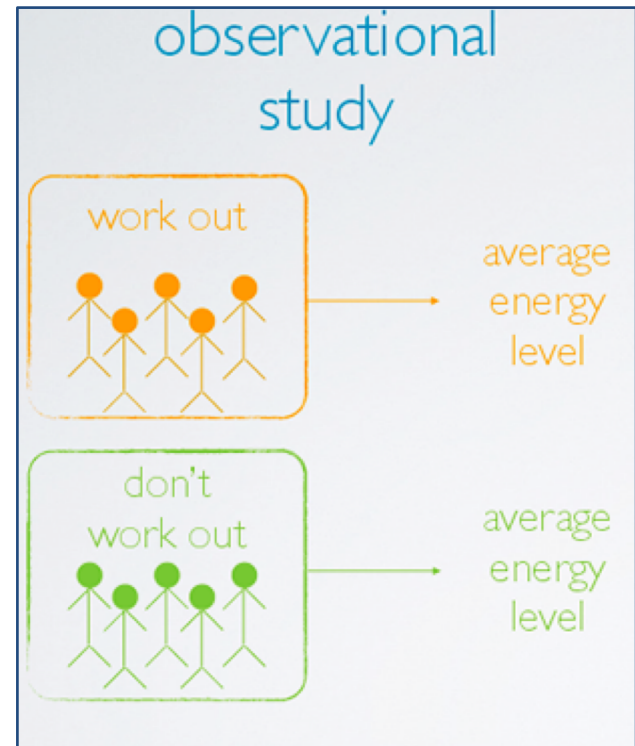 observational
study
work out
average
energy
level
don't
work out
average
energy
level